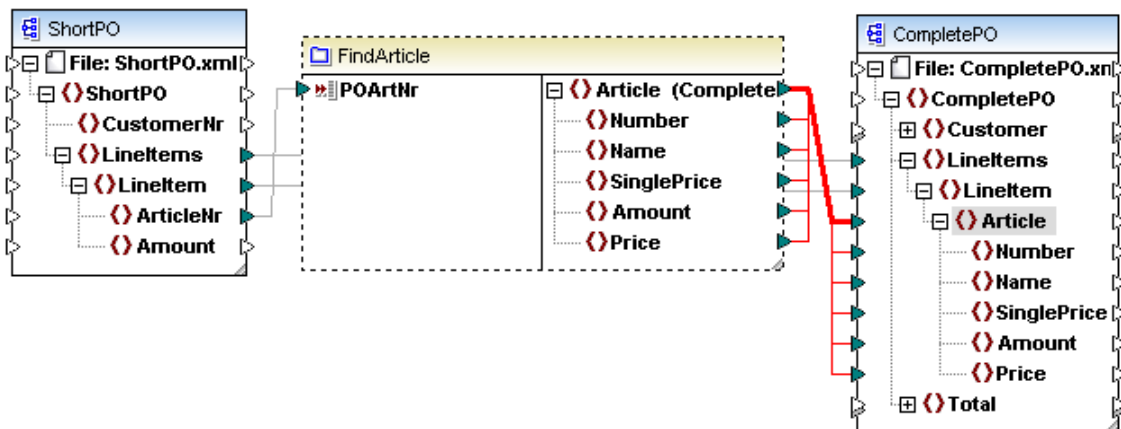 ShortPO
File: ShortPO.xml
ShortPO
CustomerNr
LineItems
LineItem
ArticleNr
Amount
FindArticle
POArtNr
Article (Complete
Number
Name
SinglePrice
Amount
Price
CompletePO
File: CompletePO.xm
CompletePO
Customer
LineItems
LineItem
Article
Number
Name
SinglePrice
Amount
Price
Total